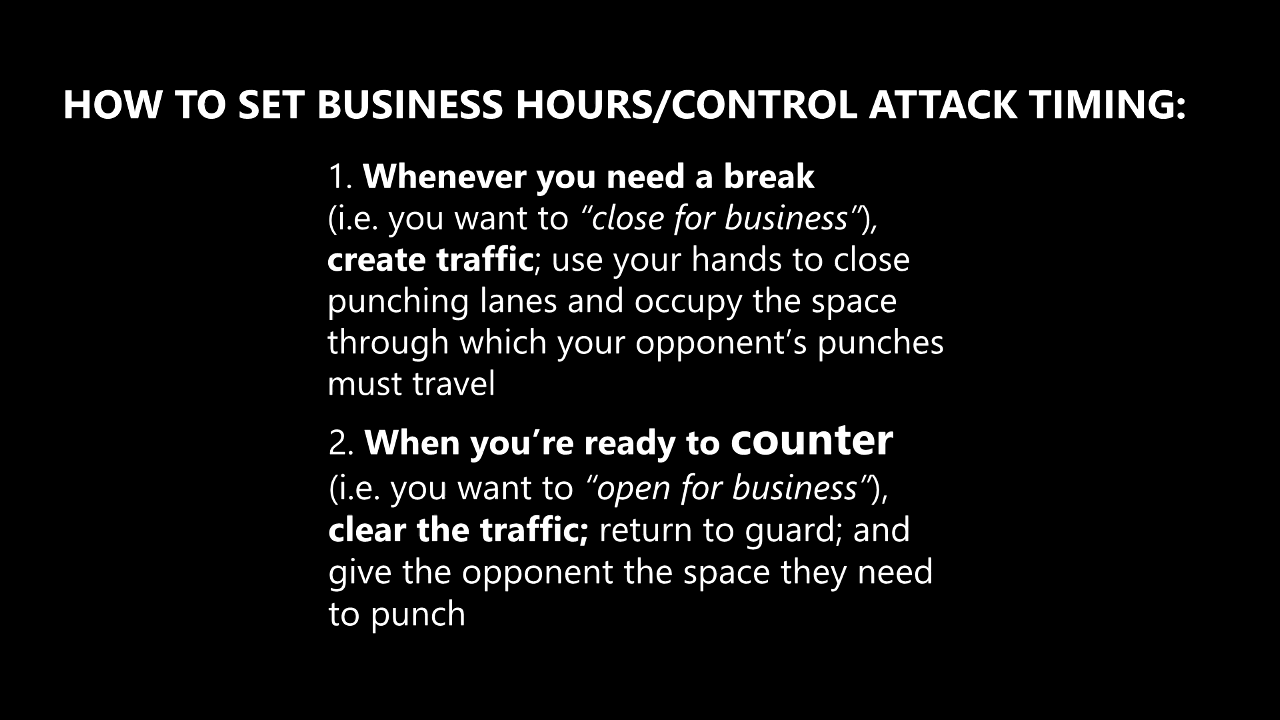 HOW TO SET BUSINESS HOURS/CONTROL ATTACK TIMING:
1. Whenever you need a break
(i.e. you want to “close for business”),
create traffic; use your hands to close
punching lanes and occupy the space
through which your opponent’s punches
must travel
2. When you’re ready to counter
(i.e. you want to “open for business”),
clear the traffic; return to guard; and
give the opponent the space they need
to punch